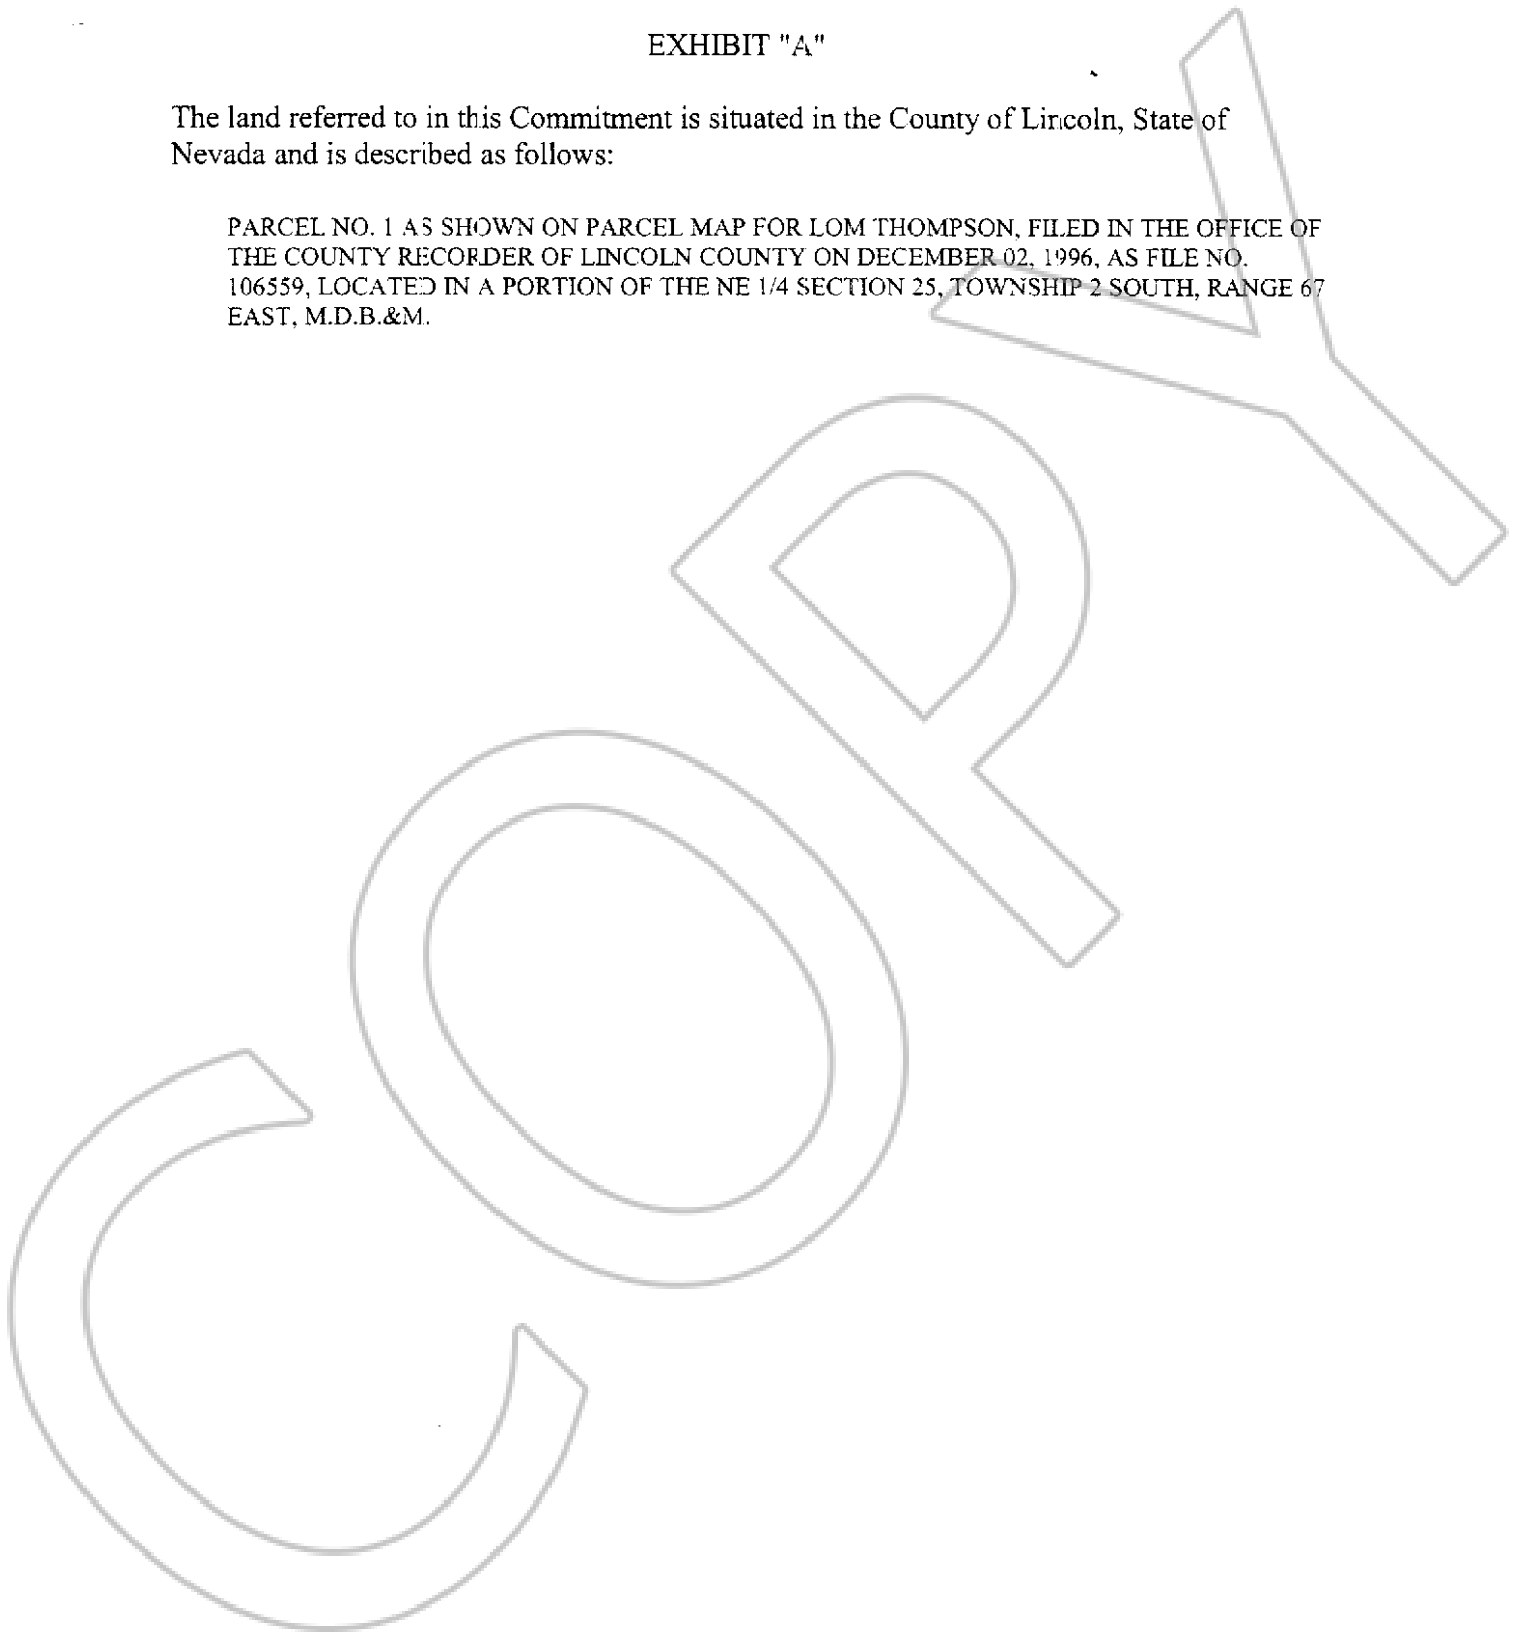 EXHIBIT "A"
The land referred to in this Commitment is situated in the County of Lincoln, State of
Nevada and is described as follows:
PARCEL NO. 1 AS SHOWN ON PARCEL MAP FOR LOM THOMPSON, FILED IN THE OFFICE OF
THE COUNTY RECORDER OF LINCOLN COUNTY ON DECEMBER 02, 1996, AS FILE NO.
106559, LOCATED IN A PORTION OF THE NE 1/4 SECTION 25, TOWNSHIP 2 SOUTH, RANGE 67
EAST, M.D.B.&M.
COPY